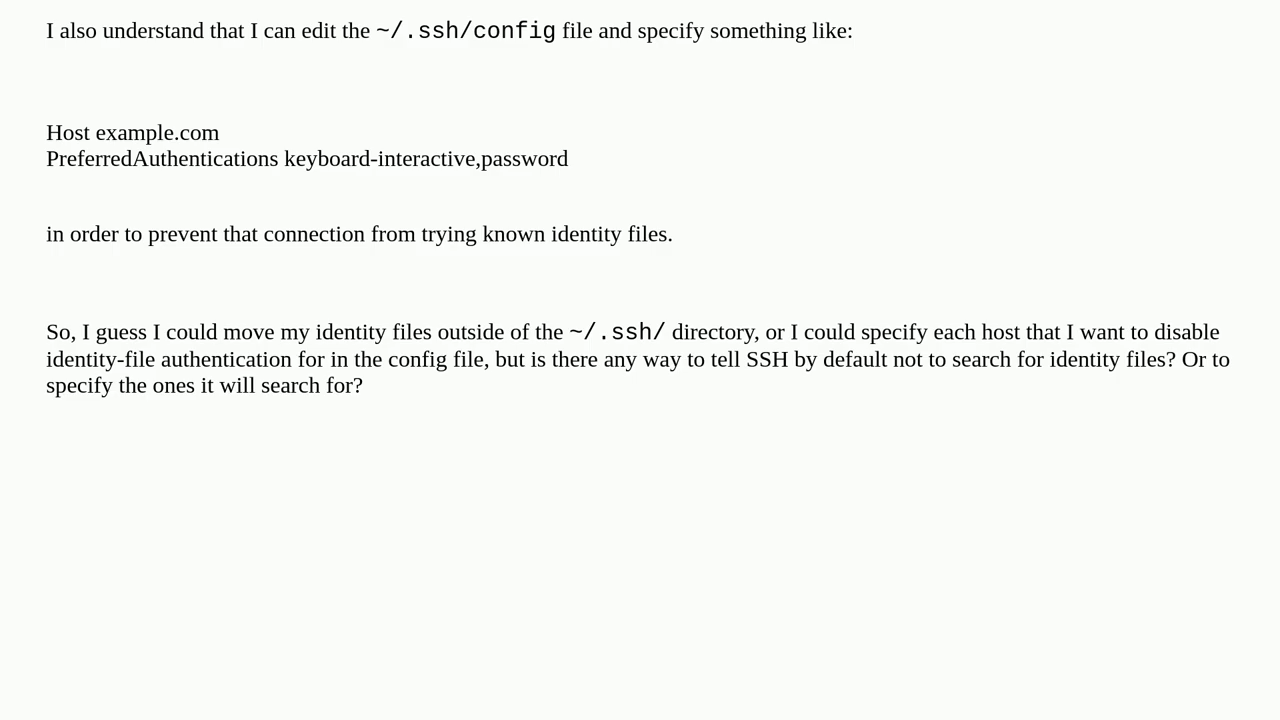 I also understand that I can edit the ~/.ssh/config file and specify something like:
Host example.com
PreferredAuthentications keyboard-interactive,password
in order to prevent that connection from trying known identity files.
So, I guess I could move my identity files outside of the ~/.ssh/ directory, or I could specify each host that I want to disable
identity-file authentication for in the config file, but is there any way to tell SSH by default not to search for identity files? Or to
specify the ones it will search for?